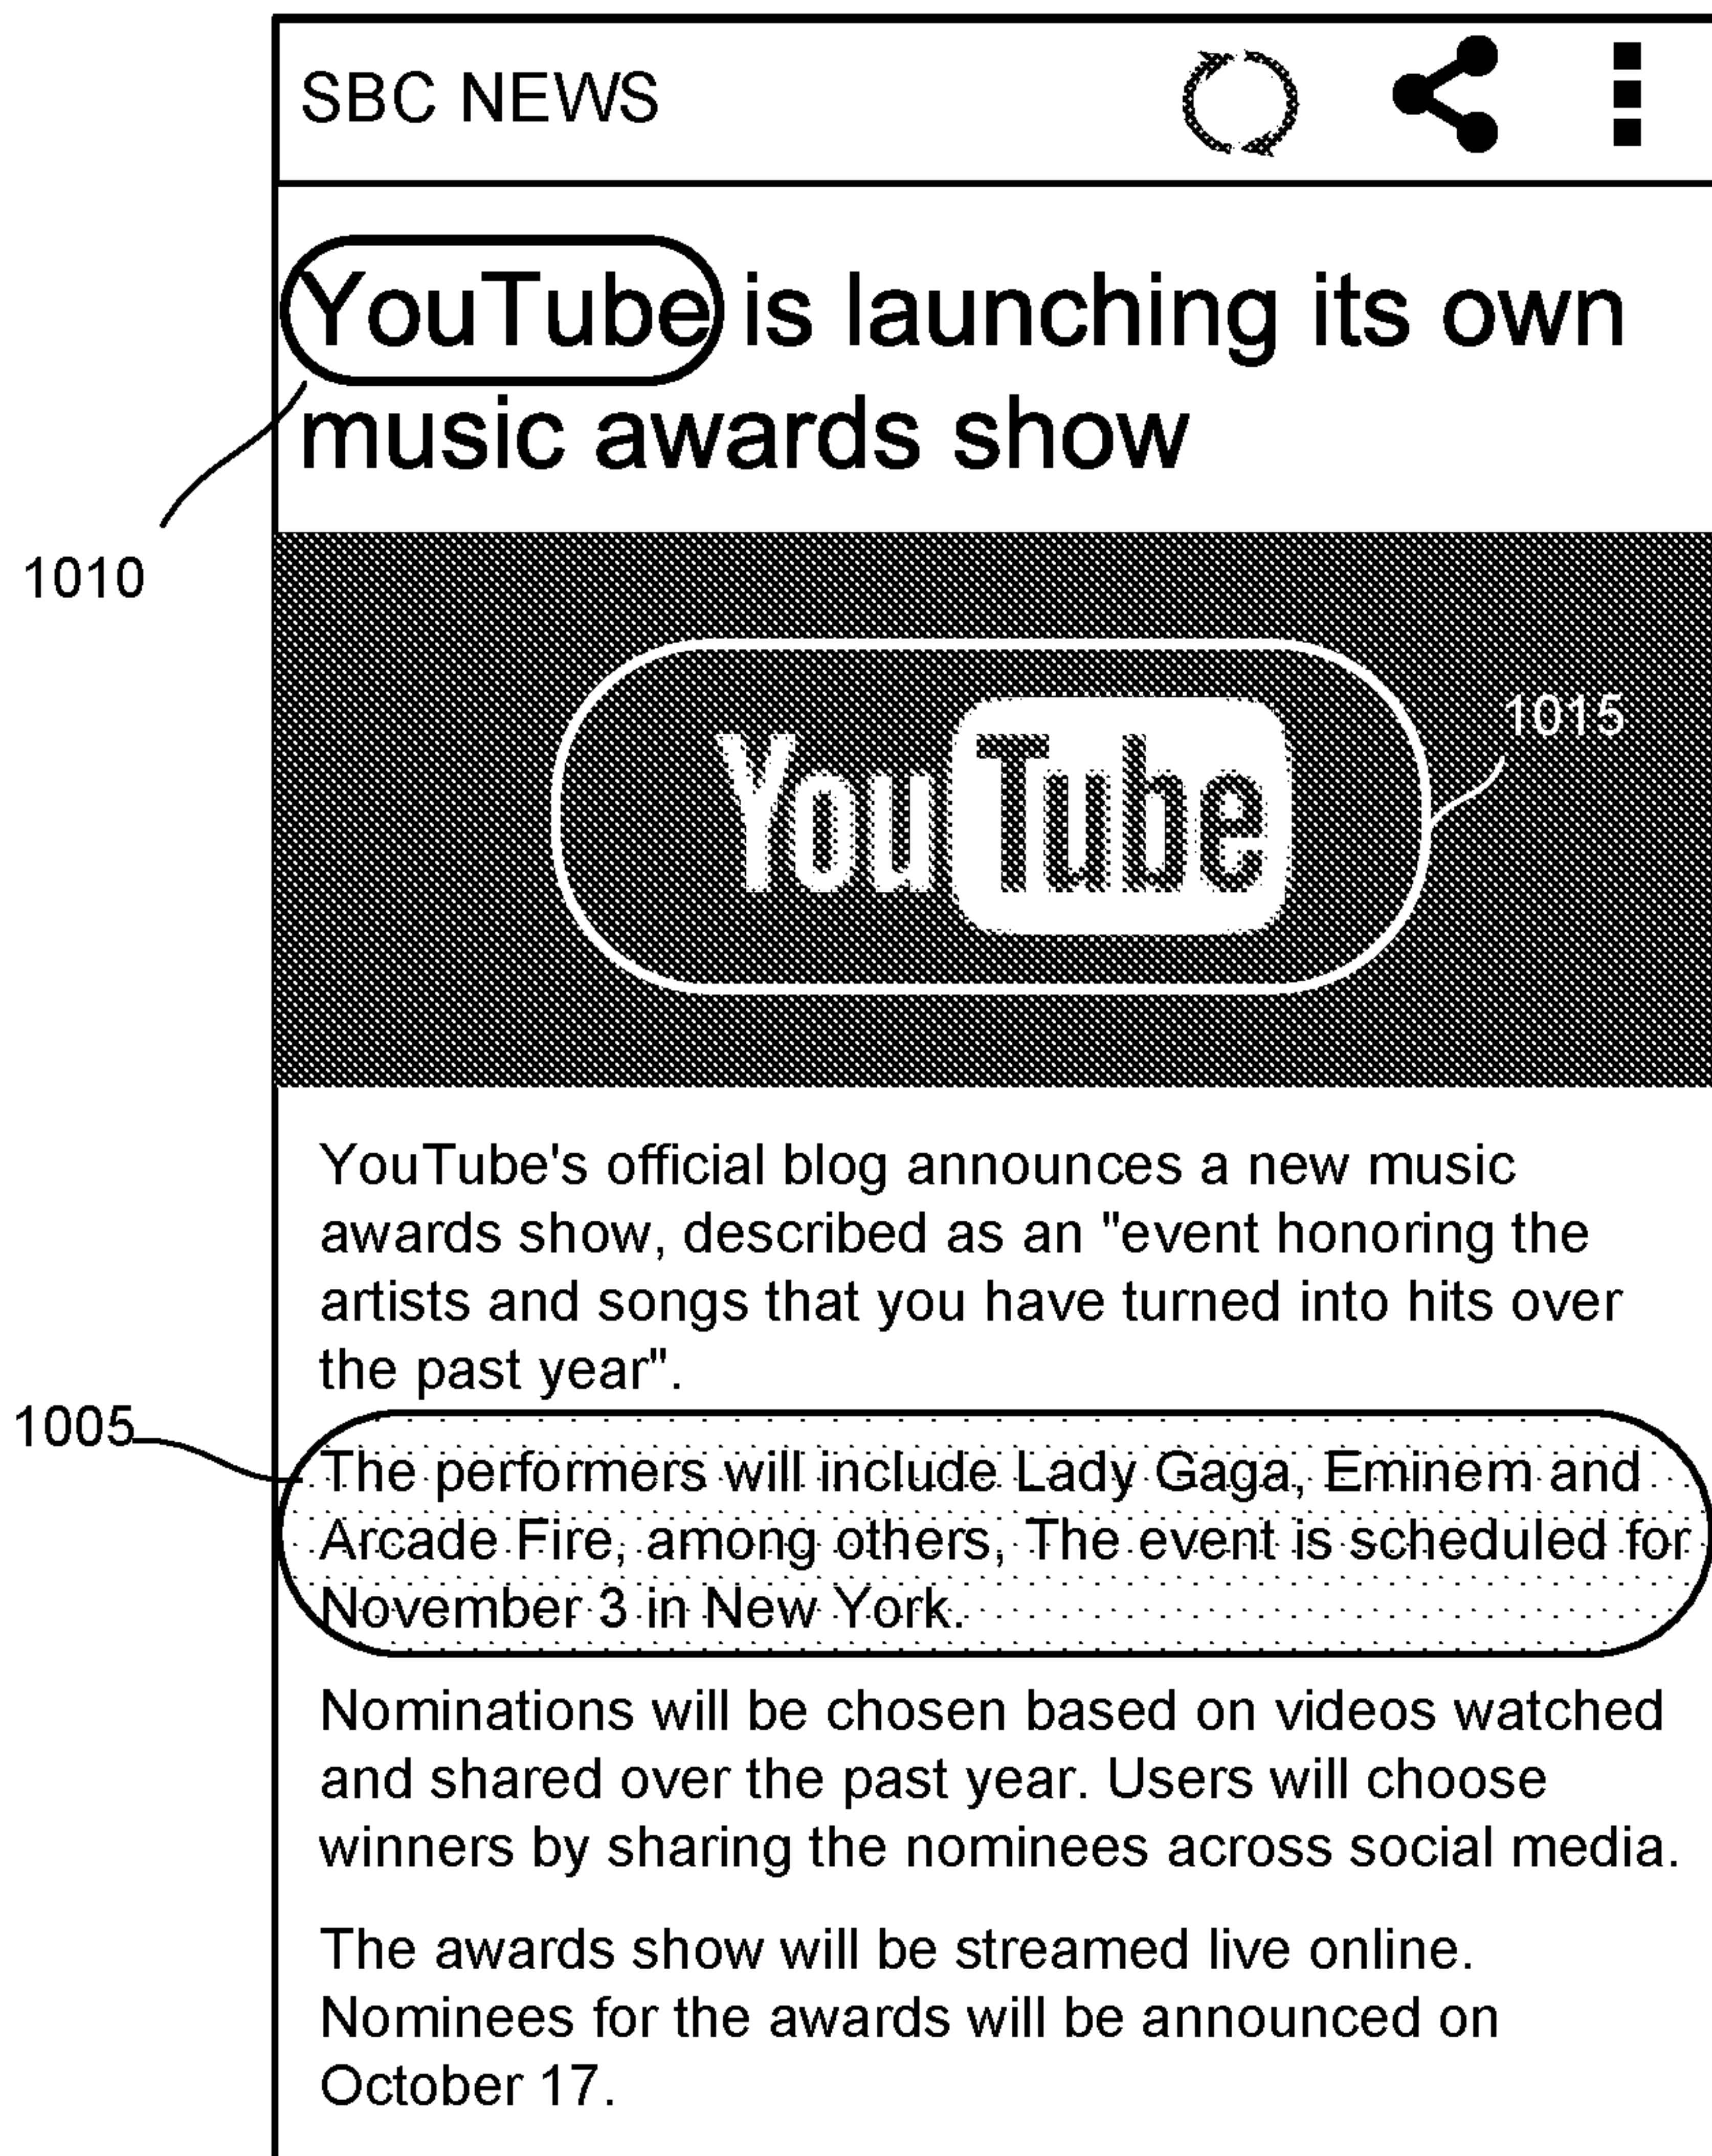 SBC NEWS
YouTube is launching its own
music awards show
1010
1015
YouTube
YouTube's official blog announces a new music
awards show, described as an "event honoring the
artists and songs that you have turned into hits over
the past year".
1005
The performers will include Lady Gaga, Eminem and
Arcade Fire, among others, The event is scheduled for
November 3 in New York.
Nominations will be chosen based on videos watched
and shared over the past year. Users will choose
winners by sharing the nominees across social media.
The awards show will be streamed live online.
Nominees for the awards will be announced on
October 17.